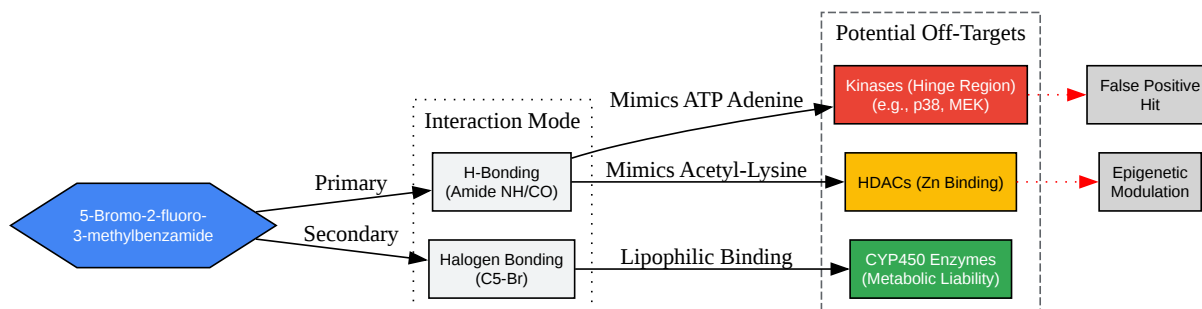 Potential Off-Targets
Kinases (Hinge Region)
(e.g., p38, MEK)
False Positive
Hit
Mimics ATP Adenine
Interaction Mode
H-Bonding
(Amide NH/CO)
Mimics Acetyl-Lysine
HDACs (Zn Binding)
Epigenetic
Modulation
Primary
5-Bromo-2-fluoro-
3-methylbenzamide
Secondary
Halogen Bonding
(C5-Br)
Lipophilic Binding
CYP450 Enzymes
(Metabolic Liability)